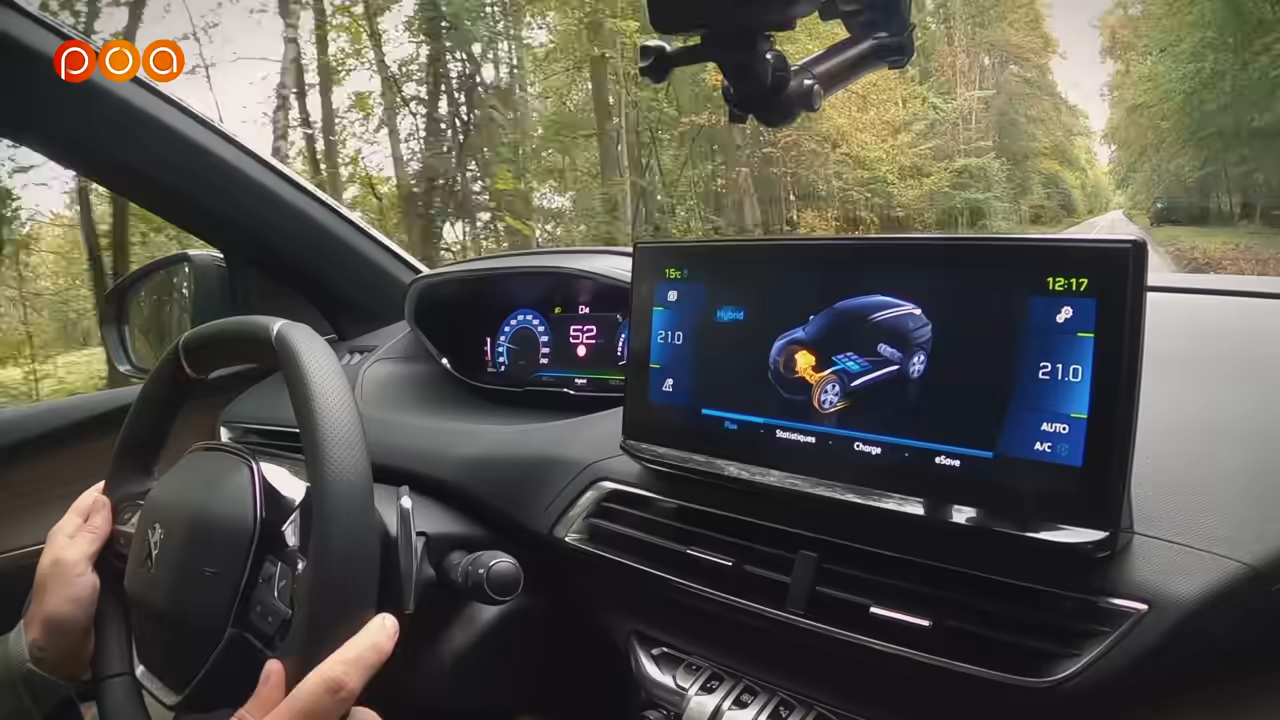 poa
15°C
12:17
Hybrid
21.0
21.0
D4
52
AUTO
A/C
Flux
Statistiques
Charge
eSave